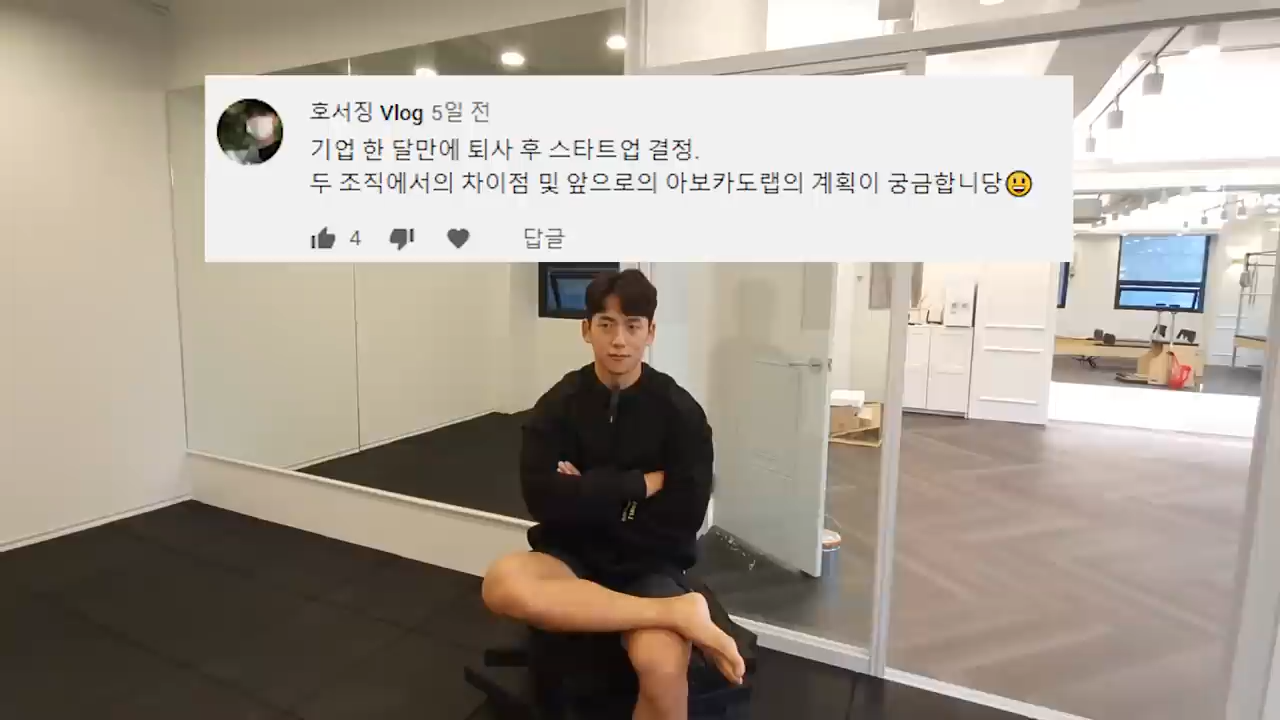 호서징 Vlog 5일 전
기업 한 달만에 퇴사 후 스타트업 결정.
두 조직에서의 차이점 및 앞으로의 아보카도랩의 계획이 궁금합니당😃
4 답글